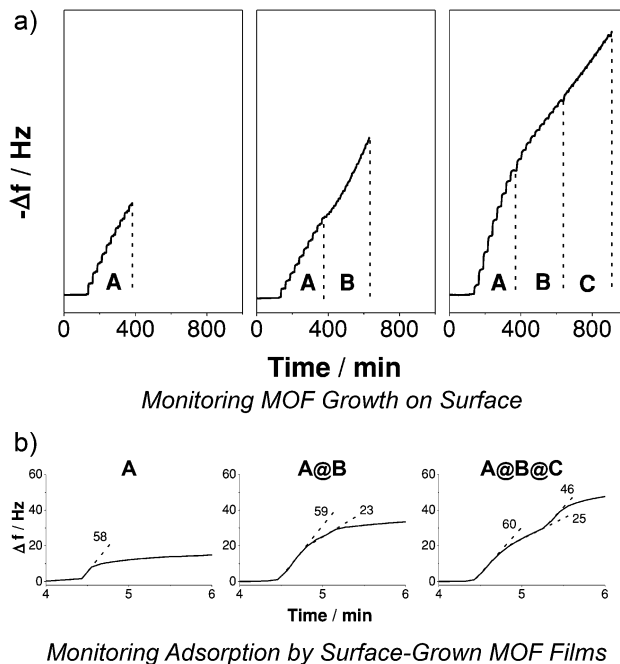 a)
-Δf / Hz
A
A B
A B C
0 400 800 0 400 800 0 400 800
Time / min
Monitoring MOF Growth on Surface
b)
A A@B A@B@C
60 60 60
40 40 40
20 20 20
0 0 0
Δf / Hz
58
59 23
60 46 25
4 5 6 4 5 6 4 5 6
Time / min
Monitoring Adsorption by Surface-Grown MOF Films